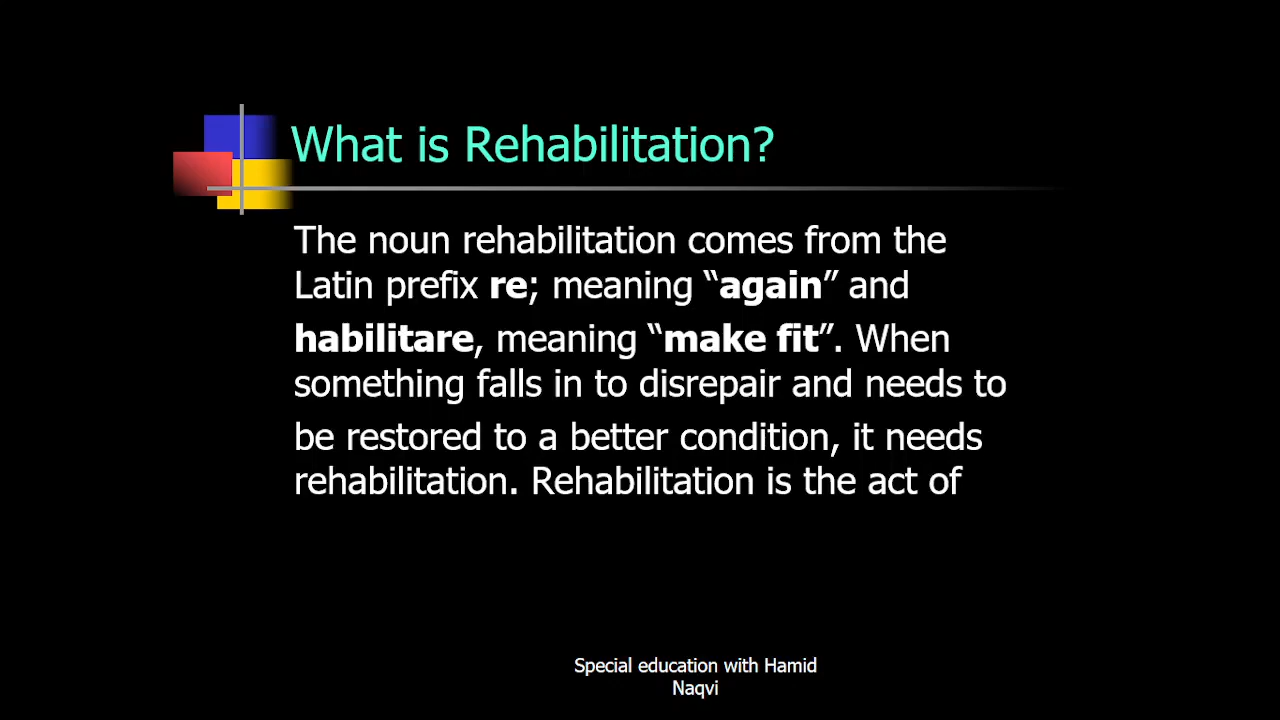 What is Rehabilitation?
The noun rehabilitation comes from the
Latin prefix re; meaning “again” and
habilitare, meaning “make fit”. When
something falls in to disrepair and needs to
be restored to a better condition, it needs
rehabilitation. Rehabilitation is the act of
Special education with Hamid
Naqvi